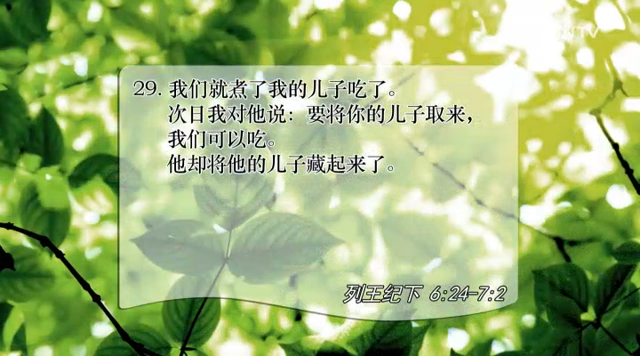 29. 我们就煮了我的儿子吃了。
次日我对他说：要将你的儿子取来，
我们可以吃。
他却将他的儿子藏起来了。
列王纪下 6:24-7:2